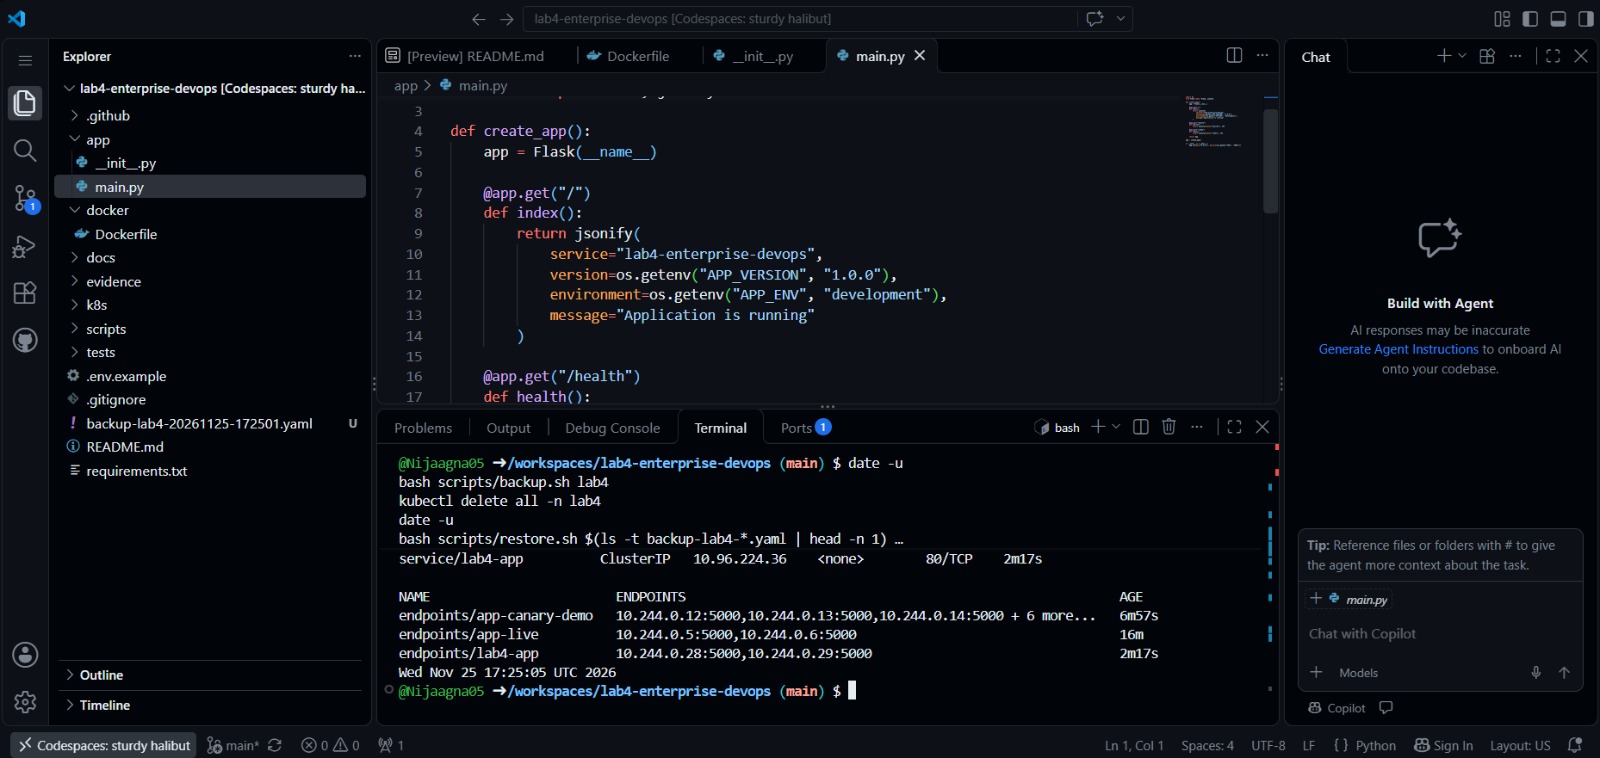 lab4-enterprise-devops [Codespaces: sturdy halibut]
Explorer
lab4-enterprise-devops [Codespaces: sturdy ha...
.github
app
__init__.py
main.py
docker
Dockerfile
docs
evidence
k8s
scripts
tests
.env.example
.gitignore
backup-lab4-20261125-172501.yaml U
README.md
requirements.txt
Outline
Timeline
1
[Preview] README.md
Dockerfile
__init__.py
main.py
app > main.py
3
4 def create_app():
5 app = Flask(__name__)
6
7 @app.get("/")
8 def index():
9 return jsonify(
10 service="lab4-enterprise-devops",
11 version=os.getenv("APP_VERSION", "1.0.0"),
12 environment=os.getenv("APP_ENV", "development"),
13 message="Application is running"
14 )
15
16 @app.get("/health")
17 def health():
Problems Output Debug Console Terminal Ports 1
bash
@Nijaagna05 ➜/workspaces/lab4-enterprise-devops (main) $ date -u
bash scripts/backup.sh lab4
kubectl delete all -n lab4
date -u
bash scripts/restore.sh $(ls -t backup-lab4-*.yaml | head -n 1) …
service/lab4-app ClusterIP 10.96.224.36 <none> 80/TCP 2m17s
NAME ENDPOINTS AGE
endpoints/app-canary-demo 10.244.0.12:5000,10.244.0.13:5000,10.244.0.14:5000 + 6 more... 6m57s
endpoints/app-live 10.244.0.5:5000,10.244.0.6:5000 16m
endpoints/lab4-app 10.244.0.28:5000,10.244.0.29:5000 2m17s
Wed Nov 25 17:25:05 UTC 2026
@Nijaagna05 ➜/workspaces/lab4-enterprise-devops (main) $
Chat
Build with Agent
AI responses may be inaccurate
Generate Agent Instructions to onboard AI
onto your codebase.
Tip: Reference files or folders with # to give
the agent more context about the task.
main.py
Chat with Copilot
Models
Copilot
Codespaces: sturdy halibut main* 0 0 1
Ln 1, Col 1 Spaces: 4 UTF-8 LF { } Python Sign In Layout: US